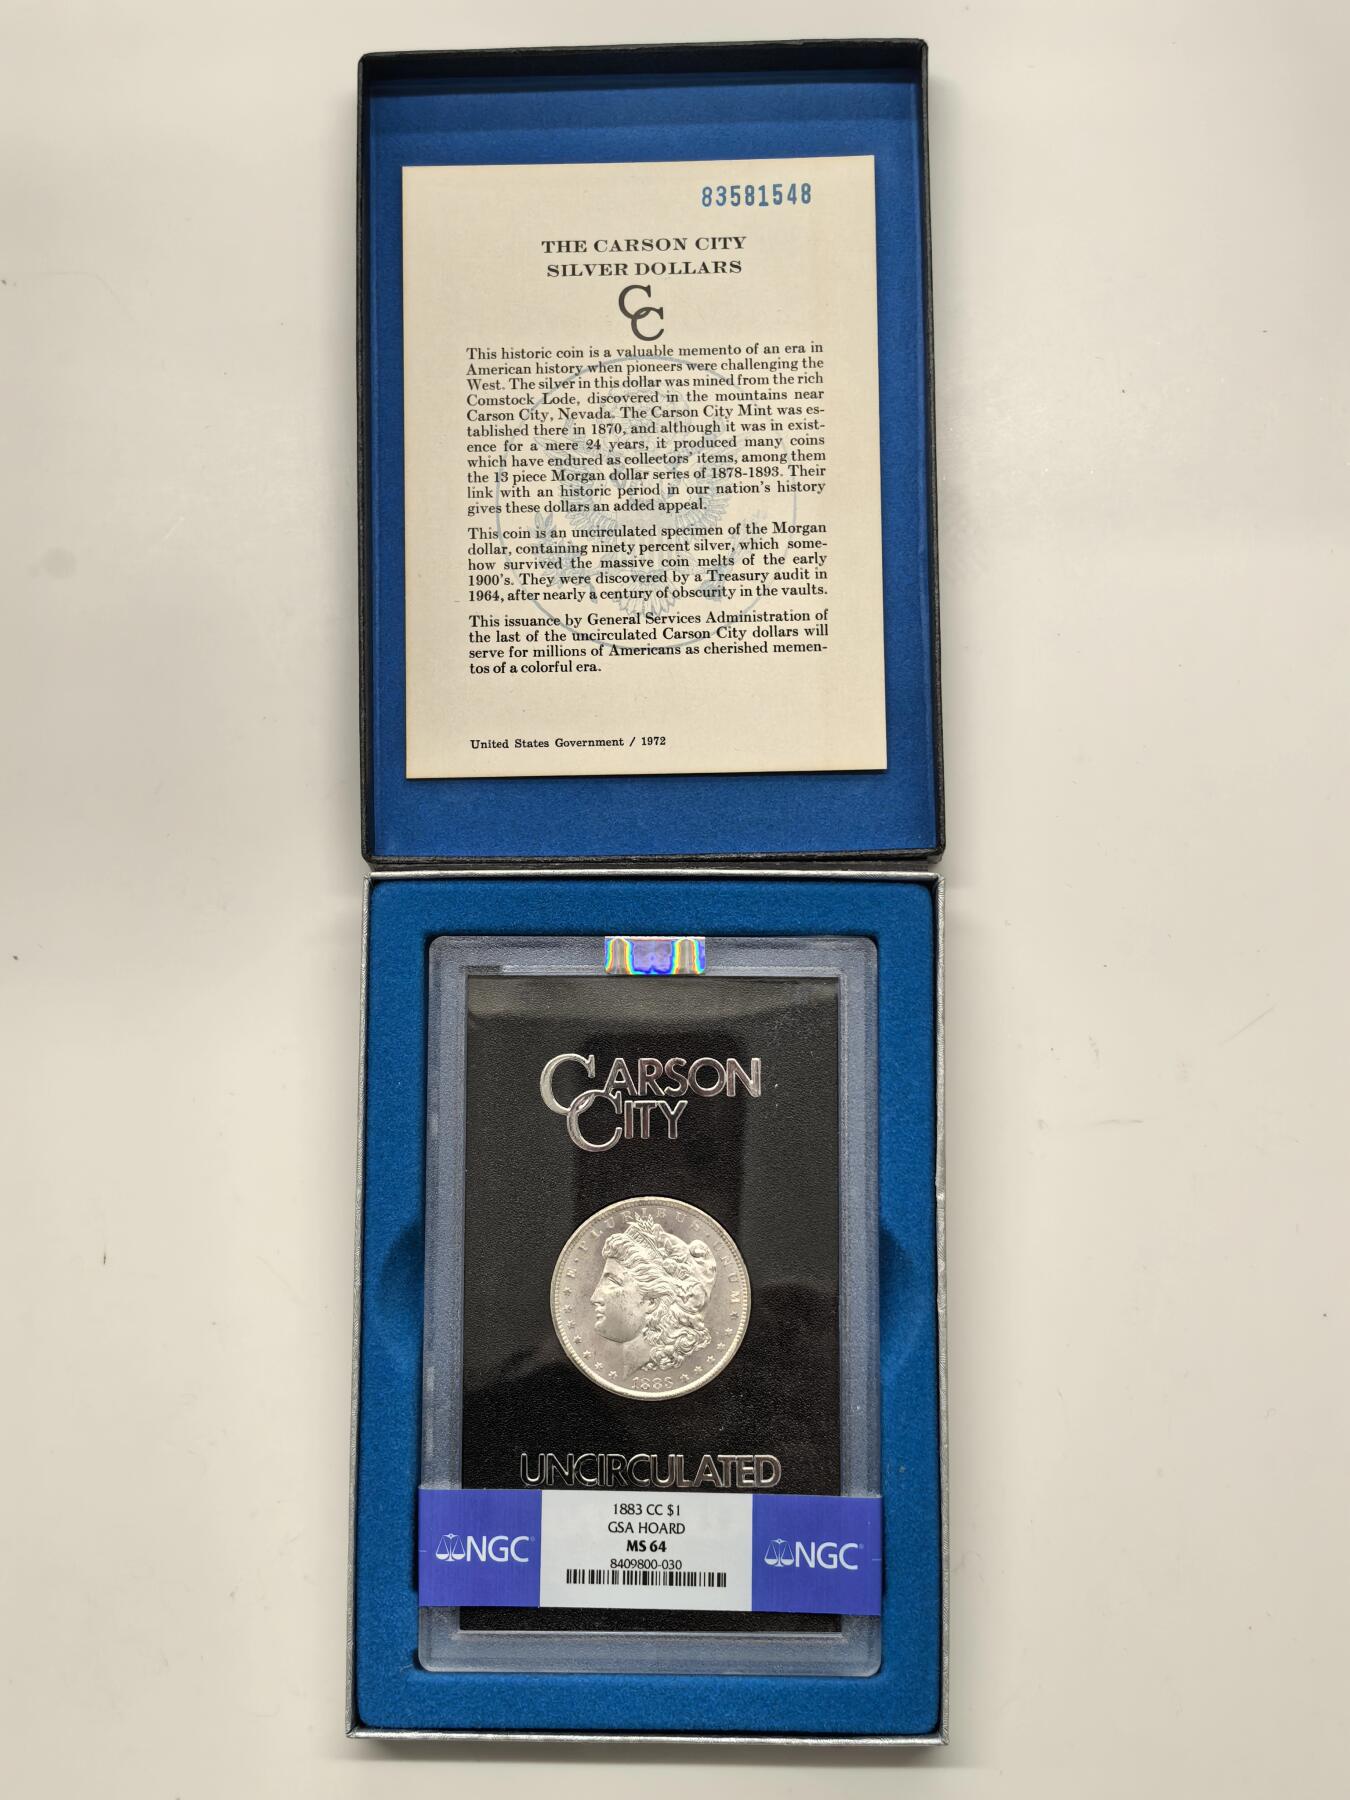 83581548
THE CARSON CITY
SILVER DOLLARS
CC
This historic coin is a valuable memento of an era in
American history when pioneers were challenging the
West. The silver in this dollar was mined from the rich
Comstock Lode, discovered in the mountains near
Carson City, Nevada. The Carson City Mint was es-
tablished there in 1870, and although it was in exist-
ence for a mere 24 years, it produced many coins
which have endured as collectors' items, among them
the 13 piece Morgan dollar series of 1878-1893. Their
link with an historic period in our nation's history
gives these dollars an added appeal.
This coin is an uncirculated specimen of the Morgan
dollar, containing ninety percent silver, which some-
how survived the massive coin melts of the early
1900's. They were discovered by a Treasury audit in
1964, after nearly a century of obscurity in the vaults.
This issuance by General Services Administration of
the last of the uncirculated Carson City dollars will
serve for millions of Americans as cherished memen-
tos of a colorful era.
United States Government / 1972
CARSON
CITY
E·PLURIBUS·UNUM
1883
UNCIRCULATED
NGC
1883 CC $1
GSA HOARD
MS 64
8409800-030
NGC